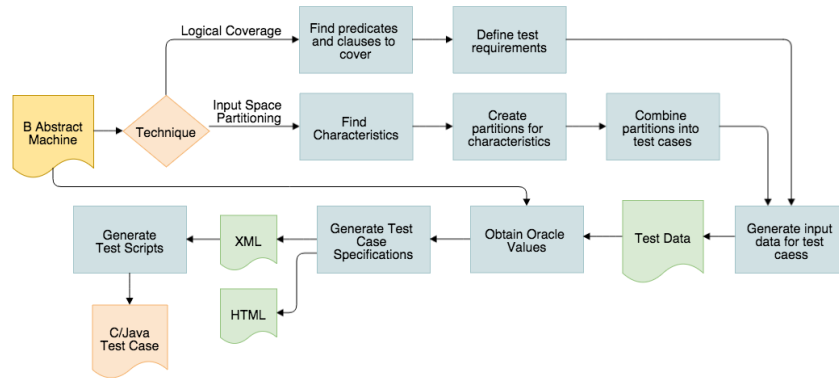 Logical Coverage
Find predicates
and clauses to
cover
Define test
requirements
B Abstract
Machine
Technique
Input Space
Partitioning
Find
Characteristics
Create
partitions for
characteristics
Combine
partitions into
test cases
Generate
Test Scripts
XML
Generate Test
Case
Specifications
Obtain Oracle
Values
Test Data
Generate input
data for test
caess
HTML
C/Java
Test Case